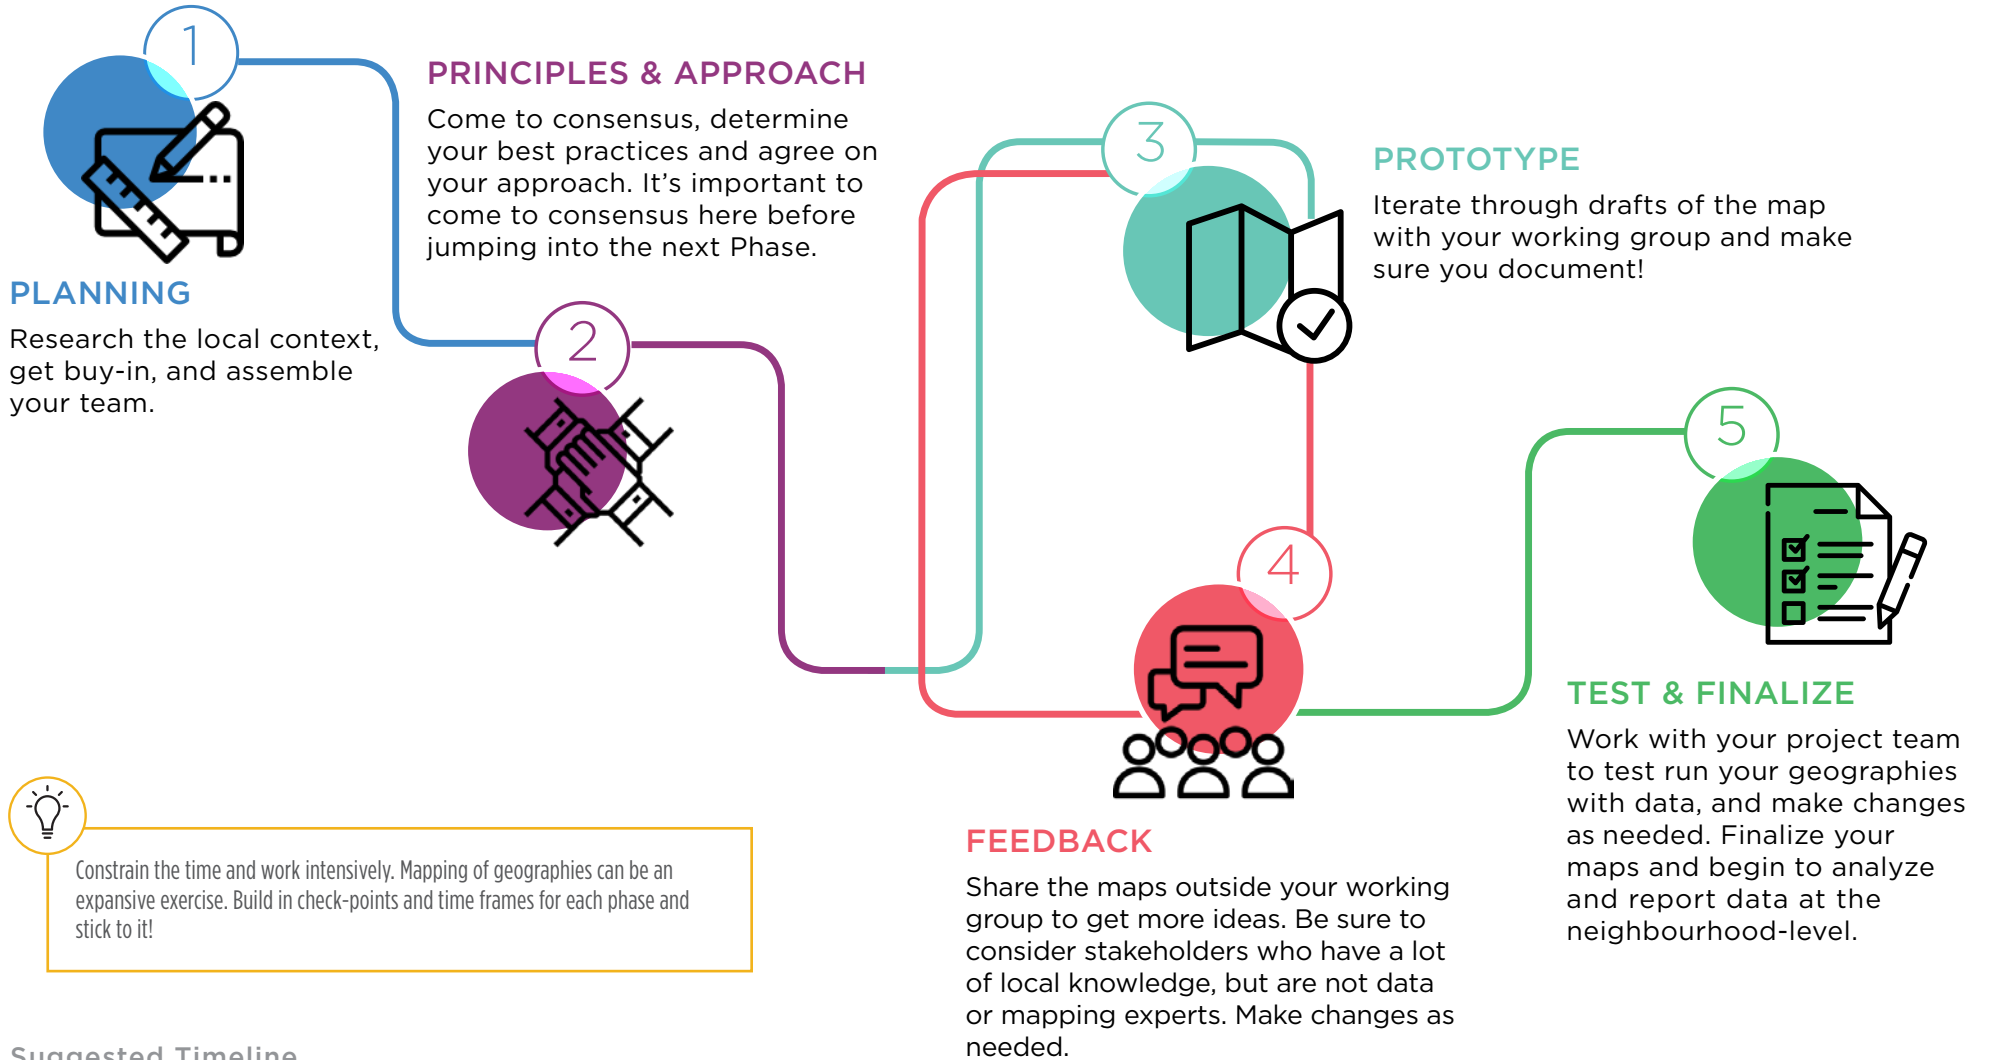 1
PLANNING
Research the local context,
get buy-in, and assemble
your team.
PRINCIPLES & APPROACH
Come to consensus, determine
your best practices and agree on
your approach. It’s important to
come to consensus here before
jumping into the next Phase.
2
3
PROTOTYPE
Iterate through drafts of the map
with your working group and make
sure you document!
4
FEEDBACK
Share the maps outside your working
group to get more ideas. Be sure to
consider stakeholders who have a lot
of local knowledge, but are not data
or mapping experts. Make changes as
needed.
5
TEST & FINALIZE
Work with your project team
to test run your geographies
with data, and make changes
as needed. Finalize your
maps and begin to analyze
and report data at the
neighbourhood-level.
Constrain the time and work intensively. Mapping of geographies can be an
expansive exercise. Build in check-points and time frames for each phase and
stick to it!
Suggested Timeline